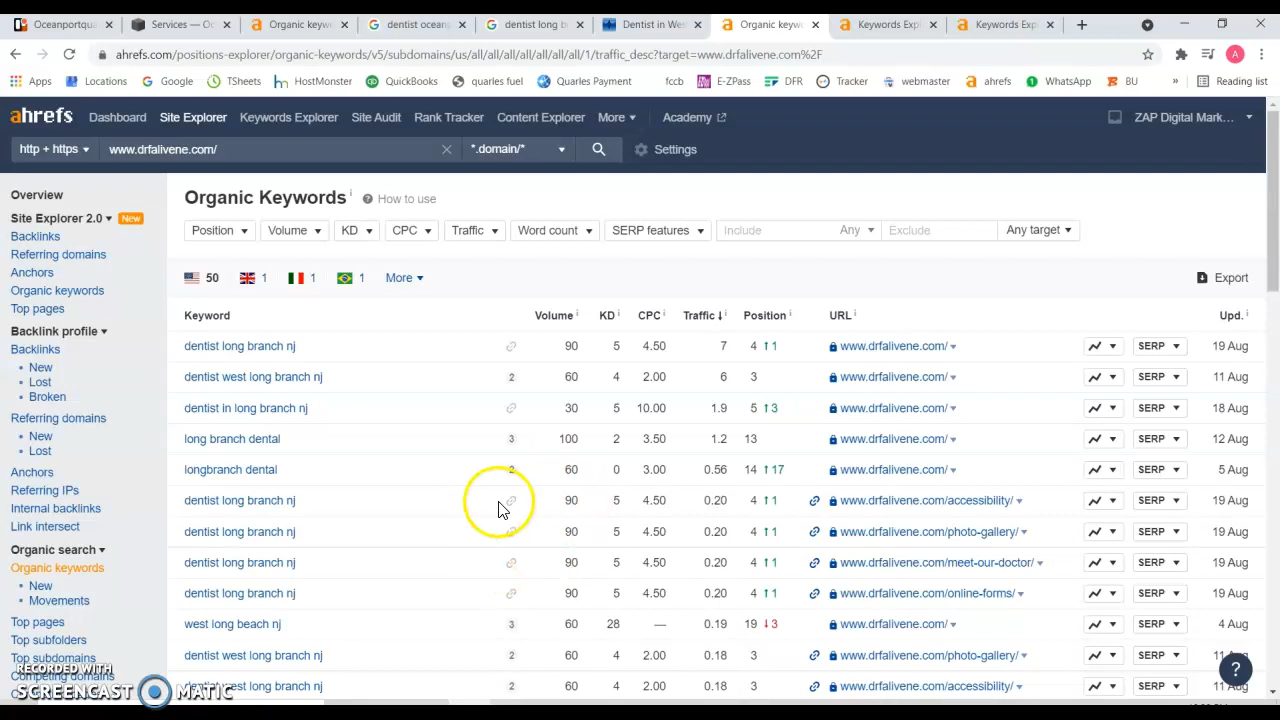 Oceanportqua
Services — Oc
Organic keyw
dentist ocean
dentist long b
Dentist in Wes
Organic keyw
Keywords Exp
Keywords Exp
ahrefs.com/positions-explorer/organic-keywords/v5/subdomains/us/all/all/all/all/all/all/all/1/traffic_desc?target=www.drfalivene.com%2F
A
Apps Locations Google TSheets HostMonster QuickBooks quarles fuel Quarles Payment fccb E-ZPass DFR Tracker webmaster ahrefs WhatsApp BU » Reading list
ahrefs Dashboard Site Explorer Keywords Explorer Site Audit Rank Tracker Content Explorer More Academy ZAP Digital Mark...
http + https www.drfalivene.com/ *.domain/* Settings
Overview
Site Explorer 2.0 New
Backlinks
Referring domains
Anchors
Organic keywords
Top pages
Backlink profile
Backlinks
New
Lost
Broken
Referring domains
New
Lost
Anchors
Referring IPs
Internal backlinks
Link intersect
Organic search
Organic keywords
New
Movements
Top pages
Top subfolders
Top subdomains
Competing domains
Organic Keywords i ? How to use
Position Volume KD CPC Traffic Word count SERP features Include Any Exclude Any target
50 1 1 1 More Export
Keyword Volume KD CPC Traffic Position URL Upd.
dentist long branch nj 90 5 4.50 7 4 ↑1 www.drfalivene.com/ SERP 19 Aug
dentist west long branch nj 2 60 4 2.00 6 3 www.drfalivene.com/ SERP 11 Aug
dentist in long branch nj 30 5 10.00 1.9 5 ↑3 www.drfalivene.com/ SERP 18 Aug
long branch dental 3 100 2 3.50 1.2 13 www.drfalivene.com/ SERP 12 Aug
longbranch dental 2 60 0 3.00 0.56 14 ↑17 www.drfalivene.com/ SERP 5 Aug
dentist long branch nj 90 5 4.50 0.20 4 ↑1 www.drfalivene.com/accessibility/ SERP 19 Aug
dentist long branch nj 90 5 4.50 0.20 4 ↑1 www.drfalivene.com/photo-gallery/ SERP 19 Aug
dentist long branch nj 90 5 4.50 0.20 4 ↑1 www.drfalivene.com/meet-our-doctor/ SERP 19 Aug
dentist long branch nj 90 5 4.50 0.20 4 ↑1 www.drfalivene.com/online-forms/ SERP 19 Aug
west long beach nj 3 60 28 — 0.19 19 ↓3 www.drfalivene.com/ SERP 4 Aug
dentist west long branch nj 2 60 4 2.00 0.18 3 www.drfalivene.com/photo-gallery/ SERP
dentist west long branch nj 2 60 4 2.00 0.18 3 www.drfalivene.com/accessibility/ SERP 11 Aug
?
RECORDED WITH
SCREENCAST MATIC